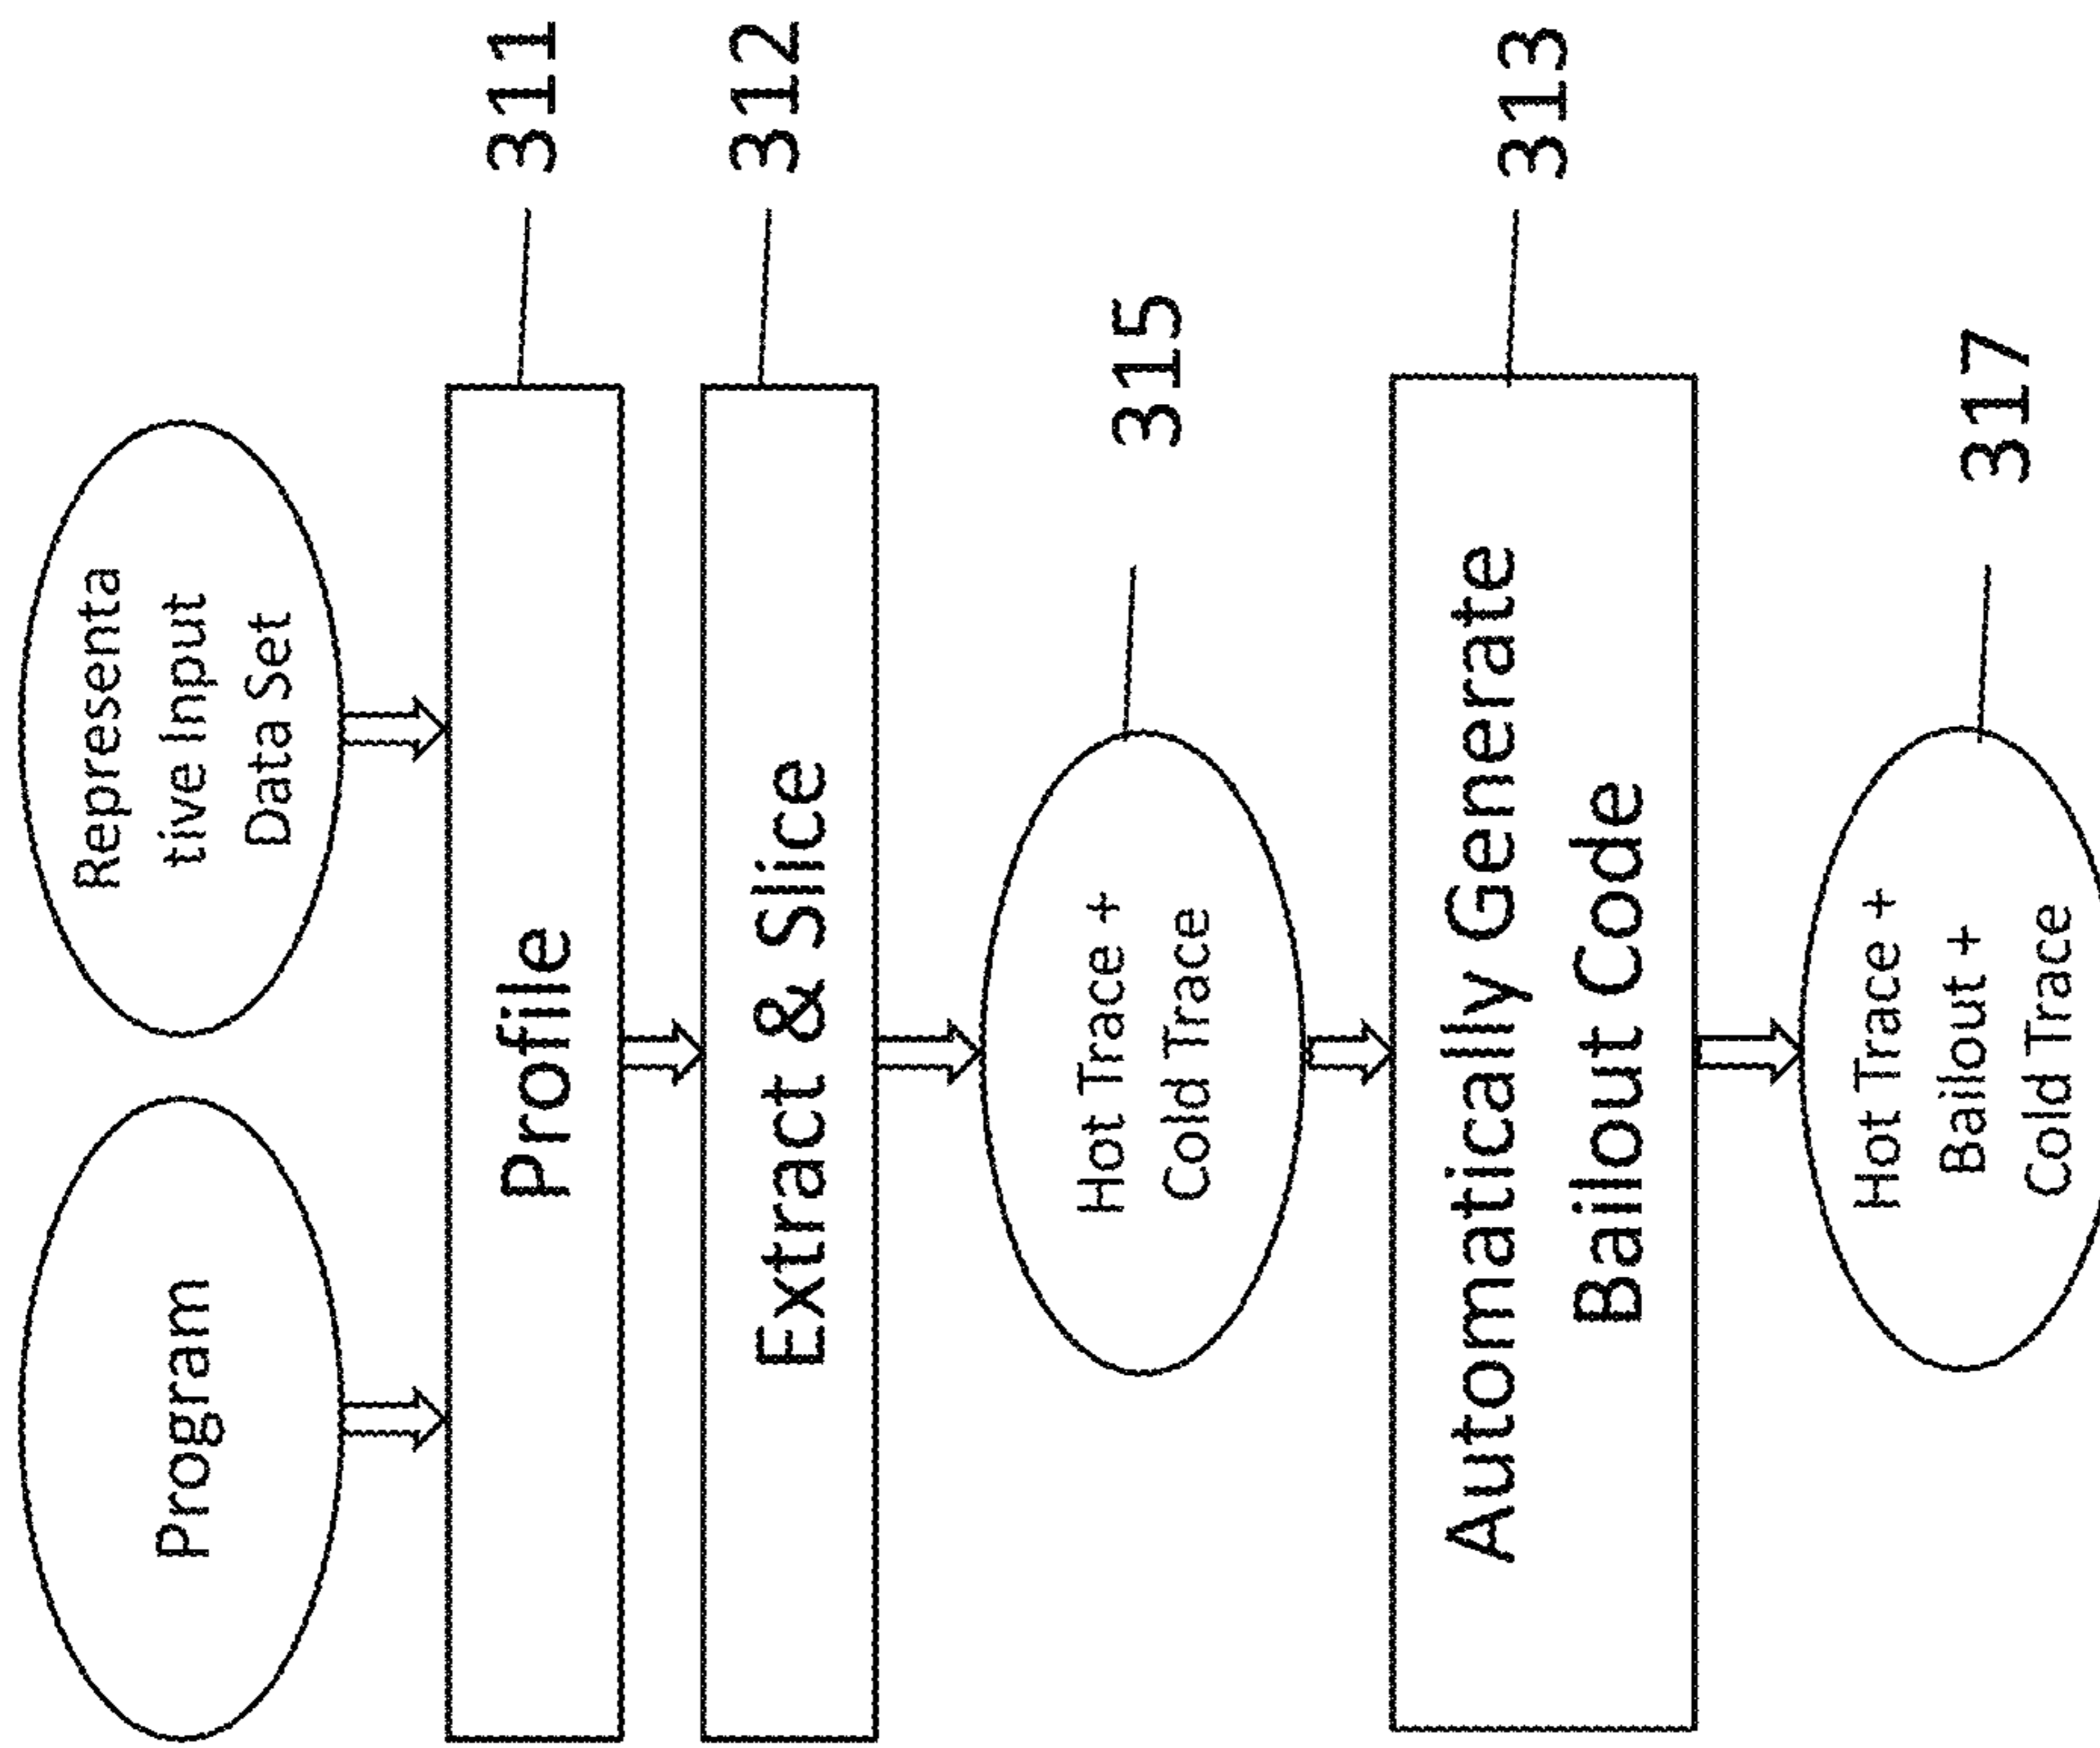 Program
Representa
tive Input
Data Set
Profile
311
Extract & Slice
312
Hot Trace +
Cold Trace
315
Automatically Generate
Bailout Code
313
Hot Trace +
Bailout +
Cold Trace
317